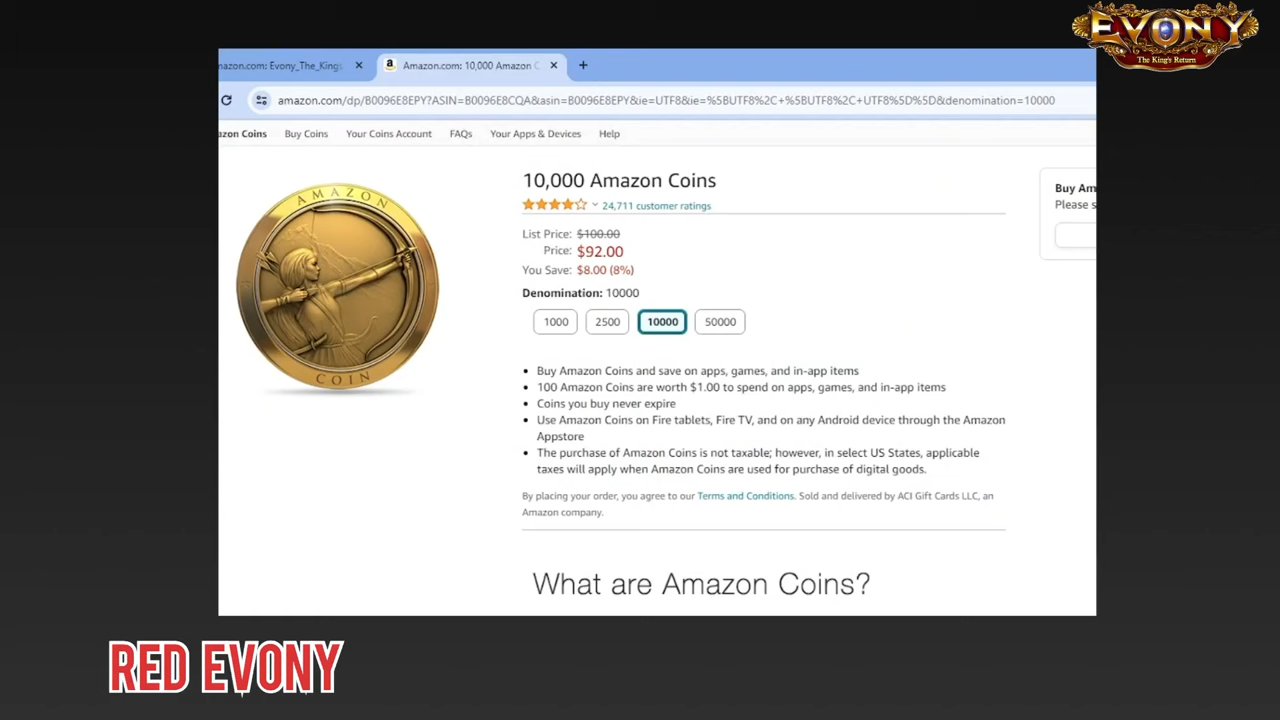 EVONY
The King's Return
mazon.com: Evony_The_Kings
Amazon.com: 10,000 Amazon C
amazon.com/dp/B0096E8EPY?ASIN=B0096E8CQA&asin=B0096E8EPY&ie=UTF8&ie=%5BUTF8%2C+%5BUTF8%2C+UTF8%5D%5D&denomination=10000
azon Coins Buy Coins Your Coins Account FAQs Your Apps & Devices Help
AMAZON
COIN
10,000 Amazon Coins
24,711 customer ratings
List Price: $100.00
Price: $92.00
You Save: $8.00 (8%)
Denomination: 10000
1000 2500 10000 50000
• Buy Amazon Coins and save on apps, games, and in-app items
• 100 Amazon Coins are worth $1.00 to spend on apps, games, and in-app items
• Coins you buy never expire
• Use Amazon Coins on Fire tablets, Fire TV, and on any Android device through the Amazon
Appstore
• The purchase of Amazon Coins is not taxable; however, in select US States, applicable
taxes will apply when Amazon Coins are used for purchase of digital goods.
By placing your order, you agree to our Terms and Conditions. Sold and delivered by ACI Gift Cards LLC, an
Amazon company.
What are Amazon Coins?
Buy Am
Please s
RED EVONY